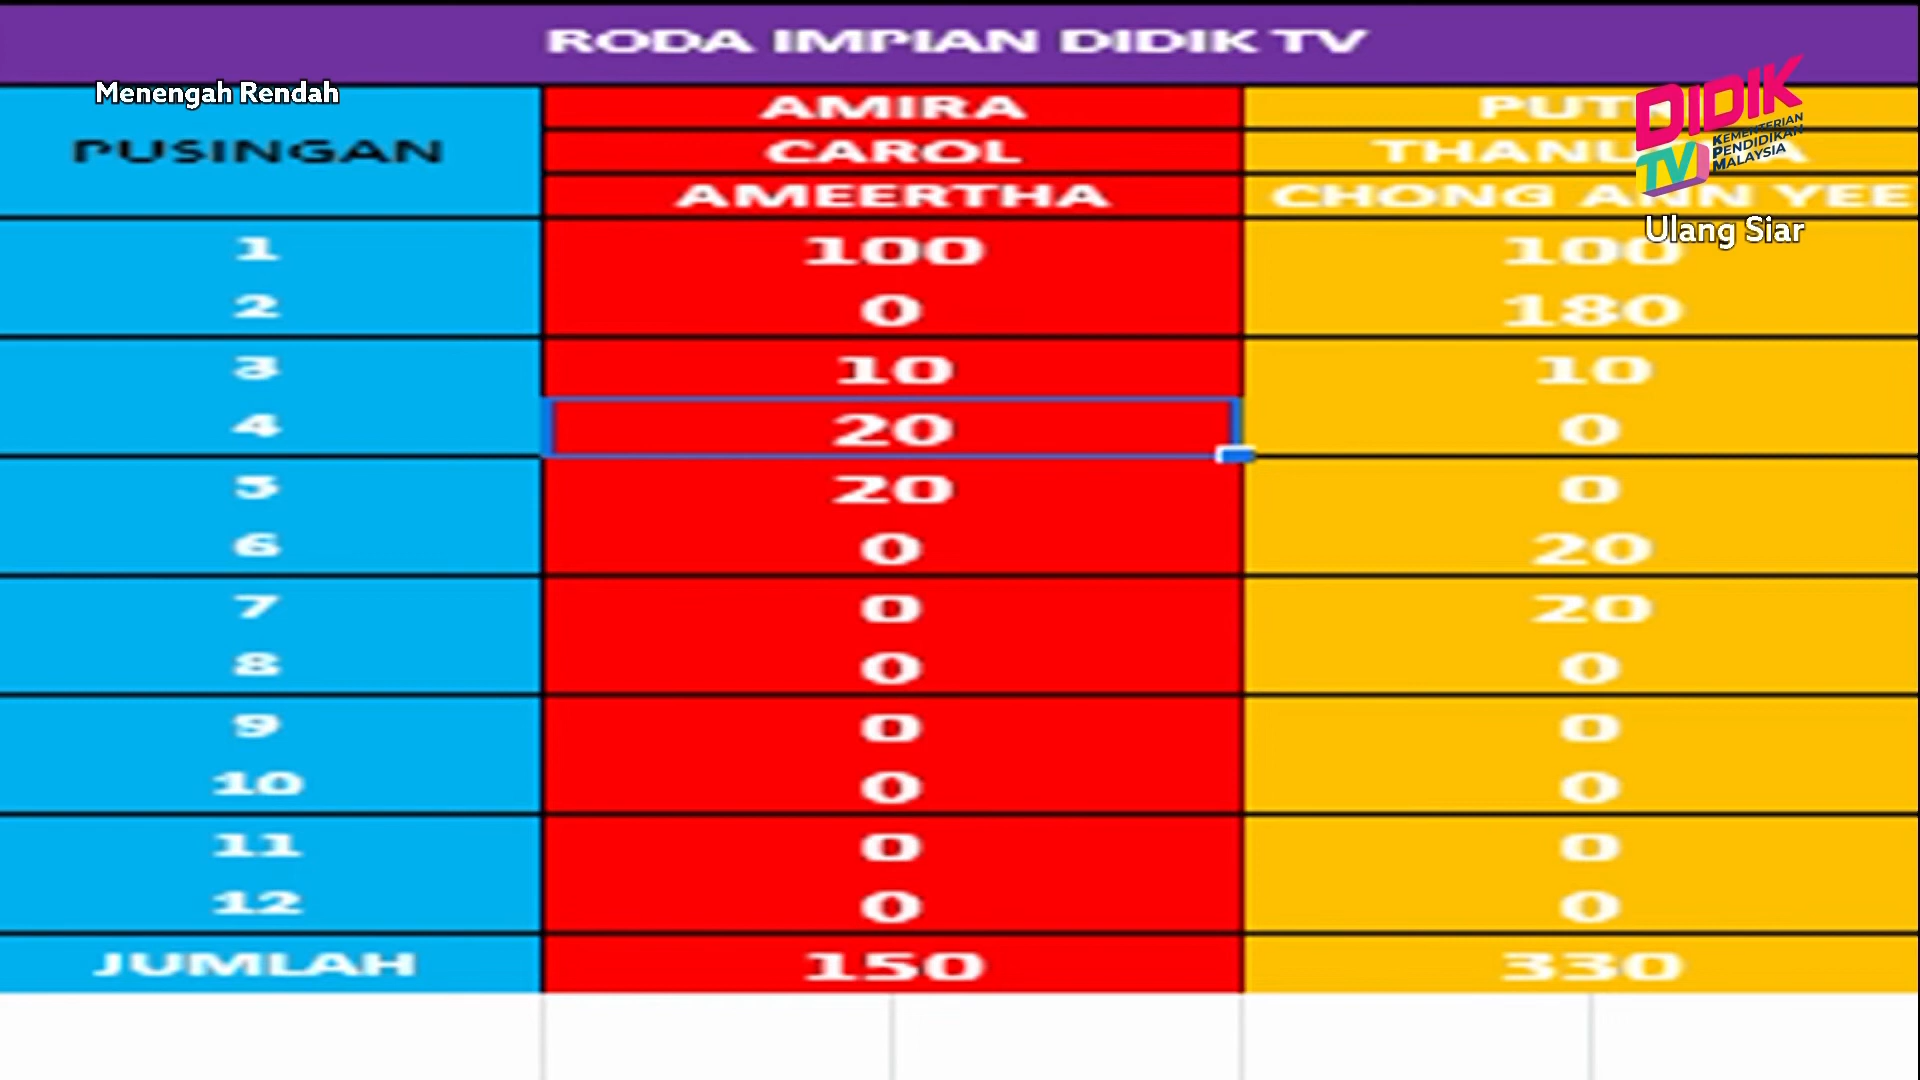 RODA IMPIAN DIDIK TV
Menengah Rendah
DIDIK
TV
KEMENTERIAN
PENDIDIKAN
MALAYSIA
Ulang Siar
PUSINGAN
AMIRA
CAROL THAN
AMEERTHA CHONG ANN YEE
1 100 100
2 0 180
3 10 10
4 20 0
5 20 0
6 0 20
7 0 20
8 0 0
9 0 0
10 0 0
11 0 0
12 0 0
JUMLAH 150 330